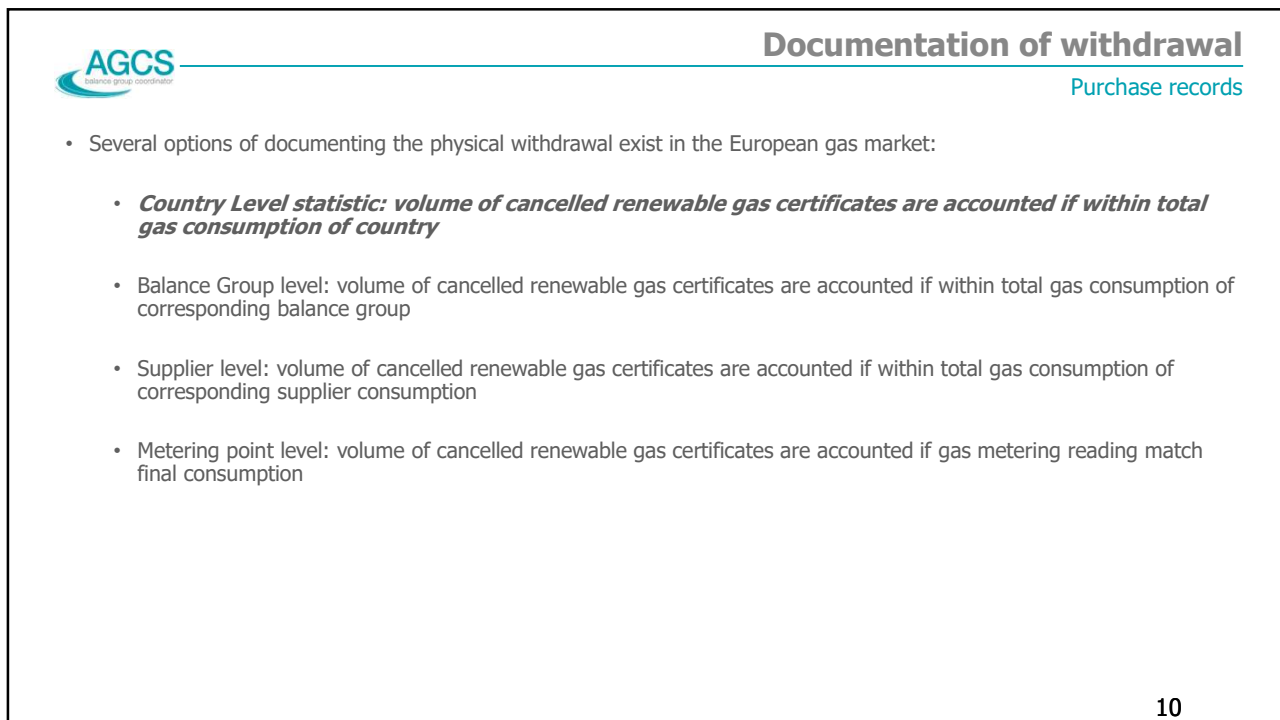 Documentation of withdrawal
AGCS
balance group coordinator
Purchase records
• Several options of documenting the physical withdrawal exist in the European gas market:
• Country Level statistic: volume of cancelled renewable gas certificates are accounted if within total
gas consumption of country
• Balance Group level: volume of cancelled renewable gas certificates are accounted if within total gas consumption of
corresponding balance group
• Supplier level: volume of cancelled renewable gas certificates are accounted if within total gas consumption of
corresponding supplier consumption
• Metering point level: volume of cancelled renewable gas certificates are accounted if gas metering reading match
final consumption
10